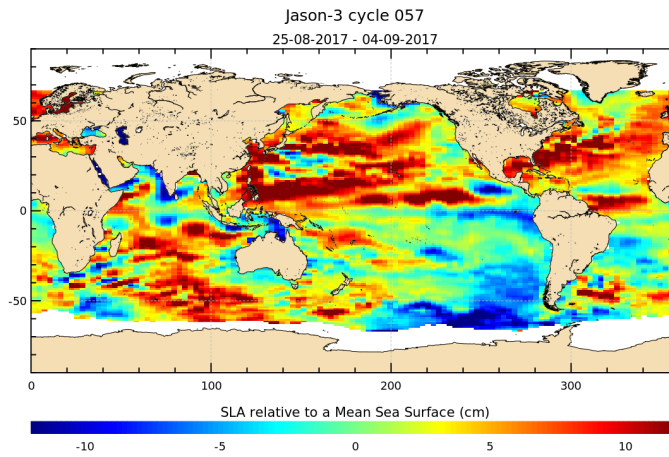 Jason-3 cycle 057
25-08-2017 - 04-09-2017
50
0
-50
0 100 200 300
SLA relative to a Mean Sea Surface (cm)
-10 -5 0 5 10